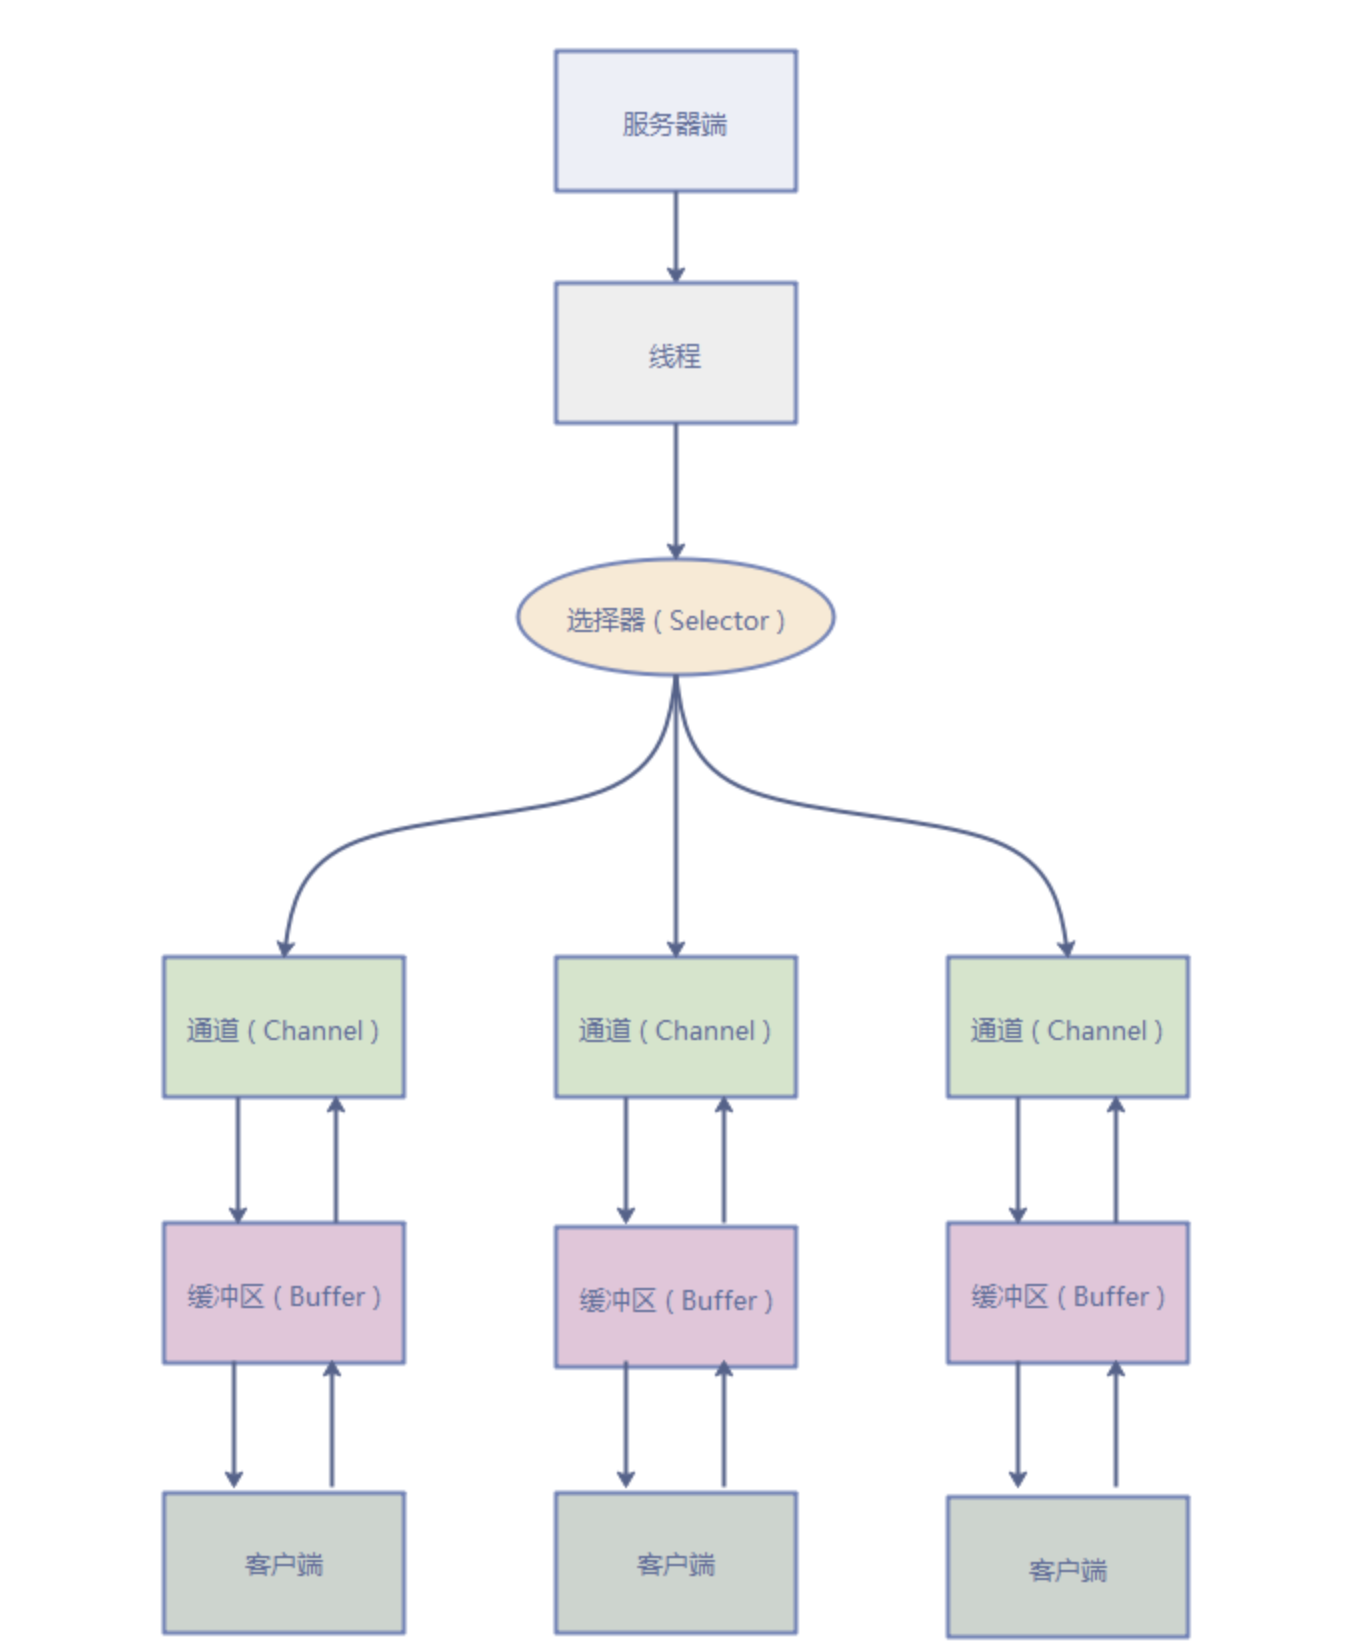 服务器端
线程
选择器 ( Selector )
通道 ( Channel )
通道 ( Channel )
通道 ( Channel )
缓冲区 ( Buffer )
缓冲区 ( Buffer )
缓冲区 ( Buffer )
客户端
客户端
客户端